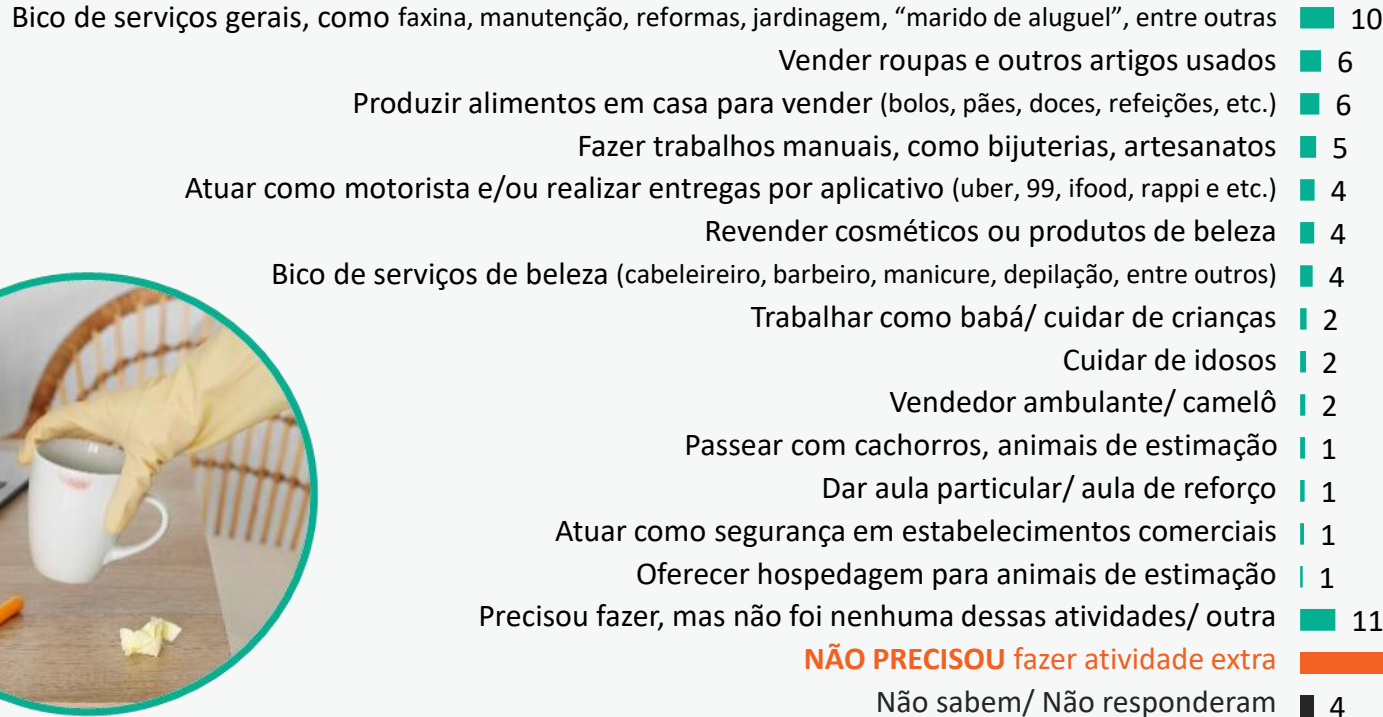 Bico de serviços gerais, como faxina, manutenção, reformas, jardinagem, “marido de aluguel”, entre outras 10
Vender roupas e outros artigos usados 6
Produzir alimentos em casa para vender (bolos, pães, doces, refeições, etc.) 6
Fazer trabalhos manuais, como bijuterias, artesanatos 5
Atuar como motorista e/ou realizar entregas por aplicativo (uber, 99, ifood, rappi e etc.) 4
Revender cosméticos ou produtos de beleza 4
Bico de serviços de beleza (cabeleireiro, barbeiro, manicure, depilação, entre outros) 4
Trabalhar como babá/ cuidar de crianças 2
Cuidar de idosos 2
Vendedor ambulante/ camelô 2
Passear com cachorros, animais de estimação 1
Dar aula particular/ aula de reforço 1
Atuar como segurança em estabelecimentos comerciais 1
Oferecer hospedagem para animais de estimação 1
Precisou fazer, mas não foi nenhuma dessas atividades/ outra 11
NÃO PRECISOU fazer atividade extra
Não sabem/ Não responderam 4